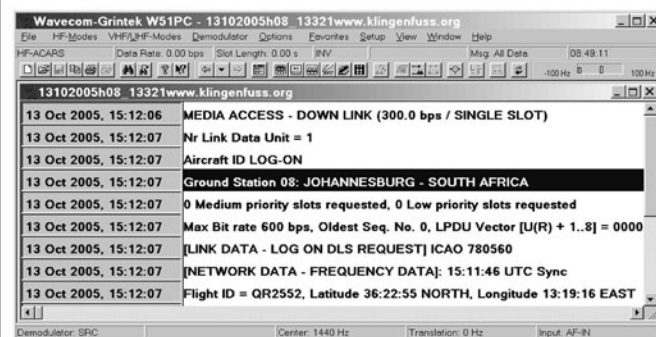 Wavecom-Grintek W51PC - 13102005h08_13321www.klingenfuss.org
File HF-Modes VHF/UHF-Modes Demodulator Options Favorites Setup View Window Help
HF-ACARS Data Rate: 0.00 bps Slot Length: 0.00 s INV Msg: All Data 08:49:11
-100 Hz 0 100 Hz
13102005h08_13321www.klingenfuss.org
13 Oct 2005, 15:12:06 MEDIA ACCESS - DOWN LINK (300.0 bps / SINGLE SLOT)
13 Oct 2005, 15:12:07 Nr Link Data Unit = 1
13 Oct 2005, 15:12:07 Aircraft ID LOG-ON
13 Oct 2005, 15:12:07 Ground Station 08: JOHANNESBURG - SOUTH AFRICA
13 Oct 2005, 15:12:07 0 Medium priority slots requested, 0 Low priority slots requested
13 Oct 2005, 15:12:07 Max Bit rate 600 bps, Oldest Seq. No. 0, LPDU Vector [U(R) + 1..8] = 0000
13 Oct 2005, 15:12:07 [LINK DATA - LOG ON DLS REQUEST] ICAO 780560
13 Oct 2005, 15:12:07 [NETWORK DATA - FREQUENCY DATA]: 15:11:46 UTC Sync
13 Oct 2005, 15:12:07 Flight ID = QR2552, Latitude 36:22:55 NORTH, Longitude 13:19:16 EAST
Demodulator: SRC Center: 1440 Hz Translation: 0 Hz Input: AF-IN